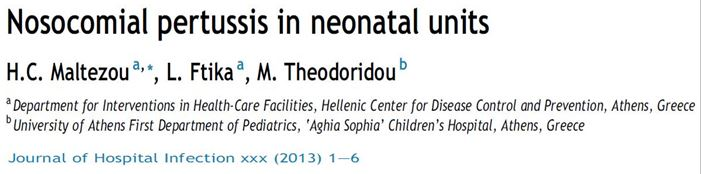 Nosocomial pertussis in neonatal units
H.C. Maltezou a,*, L. Ftika a, M. Theodoridou b
a Department for Interventions in Health-Care Facilities, Hellenic Center for Disease Control and Prevention, Athens, Greece
b University of Athens First Department of Pediatrics, 'Aghia Sophia' Children's Hospital, Athens, Greece
Journal of Hospital Infection xxx (2013) 1–6